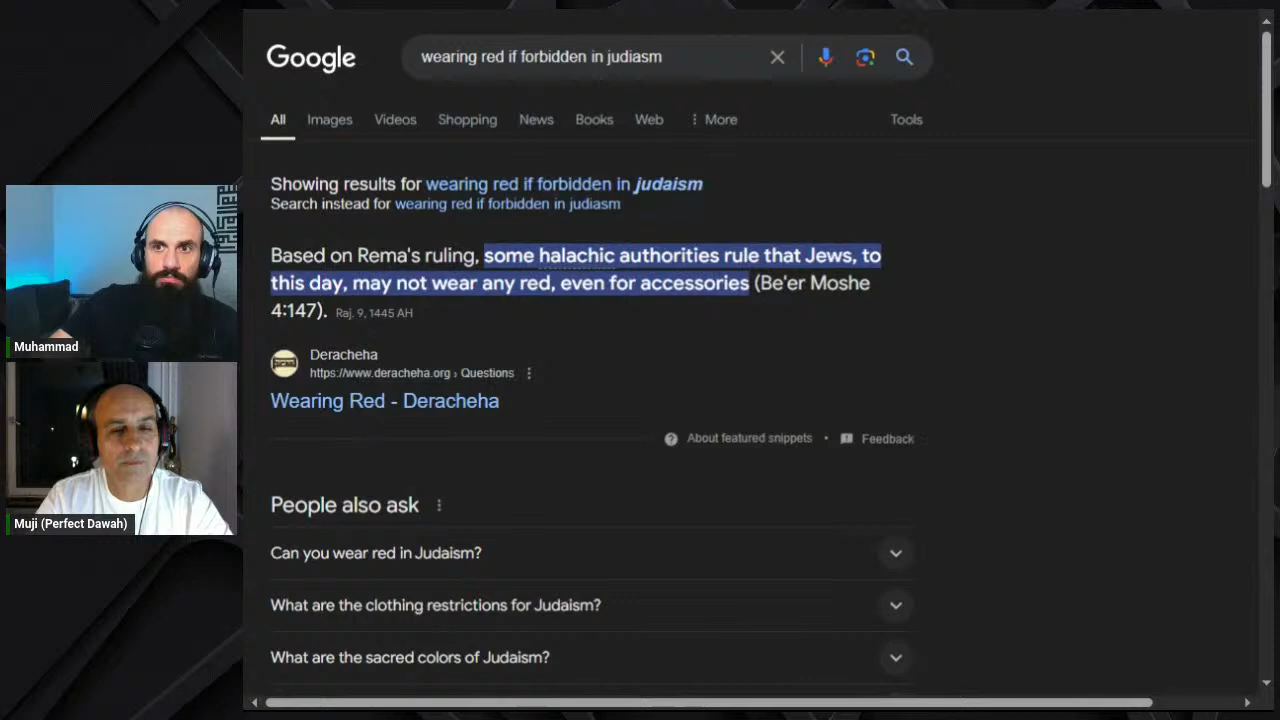 Google
wearing red if forbidden in judiasm
All
Images
Videos
Shopping
News
Books
Web
More
Tools
Showing results for wearing red if forbidden in judaism
Search instead for wearing red if forbidden in judiasm
Based on Rema's ruling, some halachic authorities rule that Jews, to
this day, may not wear any red, even for accessories (Be'er Moshe
4:147). Raj. 9, 1445 AH
Deracheha
https://www.deracheha.org › Questions
Wearing Red - Deracheha
About featured snippets
•
Feedback
People also ask
Can you wear red in Judaism?
What are the clothing restrictions for Judaism?
What are the sacred colors of Judaism?
Muhammad
Muji (Perfect Dawah)